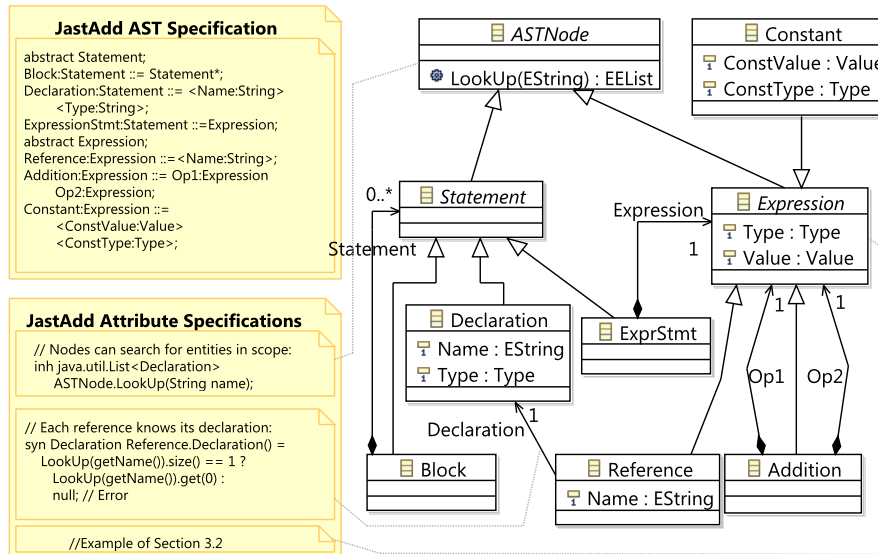 JastAdd AST Specification
abstract Statement;
Block:Statement ::= Statement*;
Declaration:Statement ::= <Name:String>
<Type:String>;
ExpressionStmt:Statement ::=Expression;
abstract Expression;
Reference:Expression ::=<Name:String>;
Addition:Expression ::= Op1:Expression
Op2:Expression;
Constant:Expression ::=
<ConstValue:Value>
<ConstType:Type>;
JastAdd Attribute Specifications
// Nodes can search for entities in scope:
inh java.util.List<Declaration>
ASTNode.LookUp(String name);
// Each reference knows its declaration:
syn Declaration Reference.Declaration() =
LookUp(getName()).size() == 1 ?
LookUp(getName()).get(0) :
null; // Error
//Example of Section 3.2
ASTNode
LookUp(EString) : EEList
Constant
ConstValue : Value
ConstType : Type
0..*
Statement
Statement
Expression
1
Expression
Type : Type
Value : Value
Declaration
Name : EString
Type : Type
ExprStmt
1
1
Op1
Op2
Declaration
1
Block
Reference
Name : EString
Addition